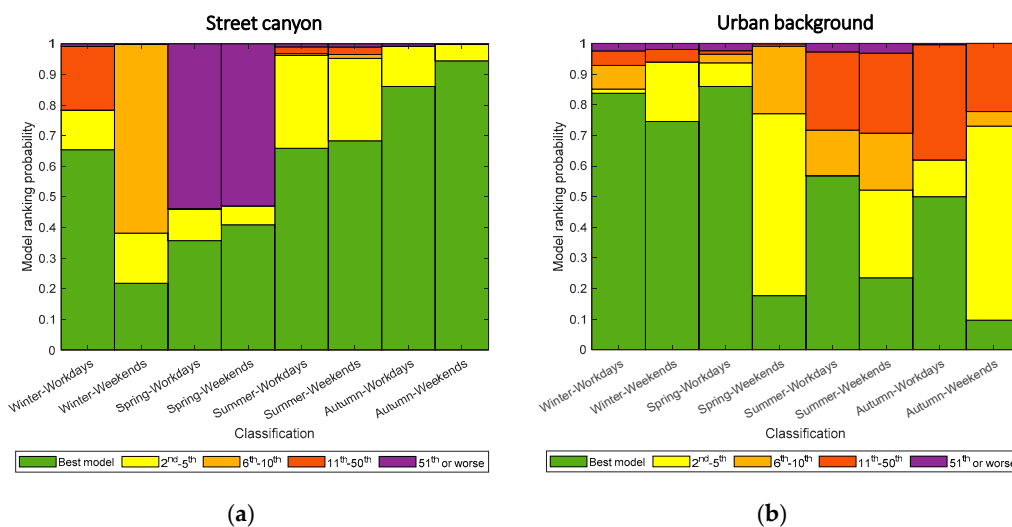 Street canyon
1
0.9
0.8
0.7
0.6
0.5
0.4
0.3
0.2
0.1
0
Model ranking probability
Winter-Workdays
Winter-Weekends
Spring-Workdays
Spring-Weekends
Summer-Workdays
Summer-Weekends
Autumn-Workdays
Autumn-Weekends
Classification
Best model 2nd-5th 6th-10th 11th-50th 51th or worse
(a)
Urban background
1
0.9
0.8
0.7
0.6
0.5
0.4
0.3
0.2
0.1
0
Model ranking probability
Winter-Workdays
Winter-Weekends
Spring-Workdays
Spring-Weekends
Summer-Workdays
Summer-Weekends
Autumn-Workdays
Autumn-Weekends
Classification
Best model 2nd-5th 6th-10th 11th-50th 51th or worse
(b)